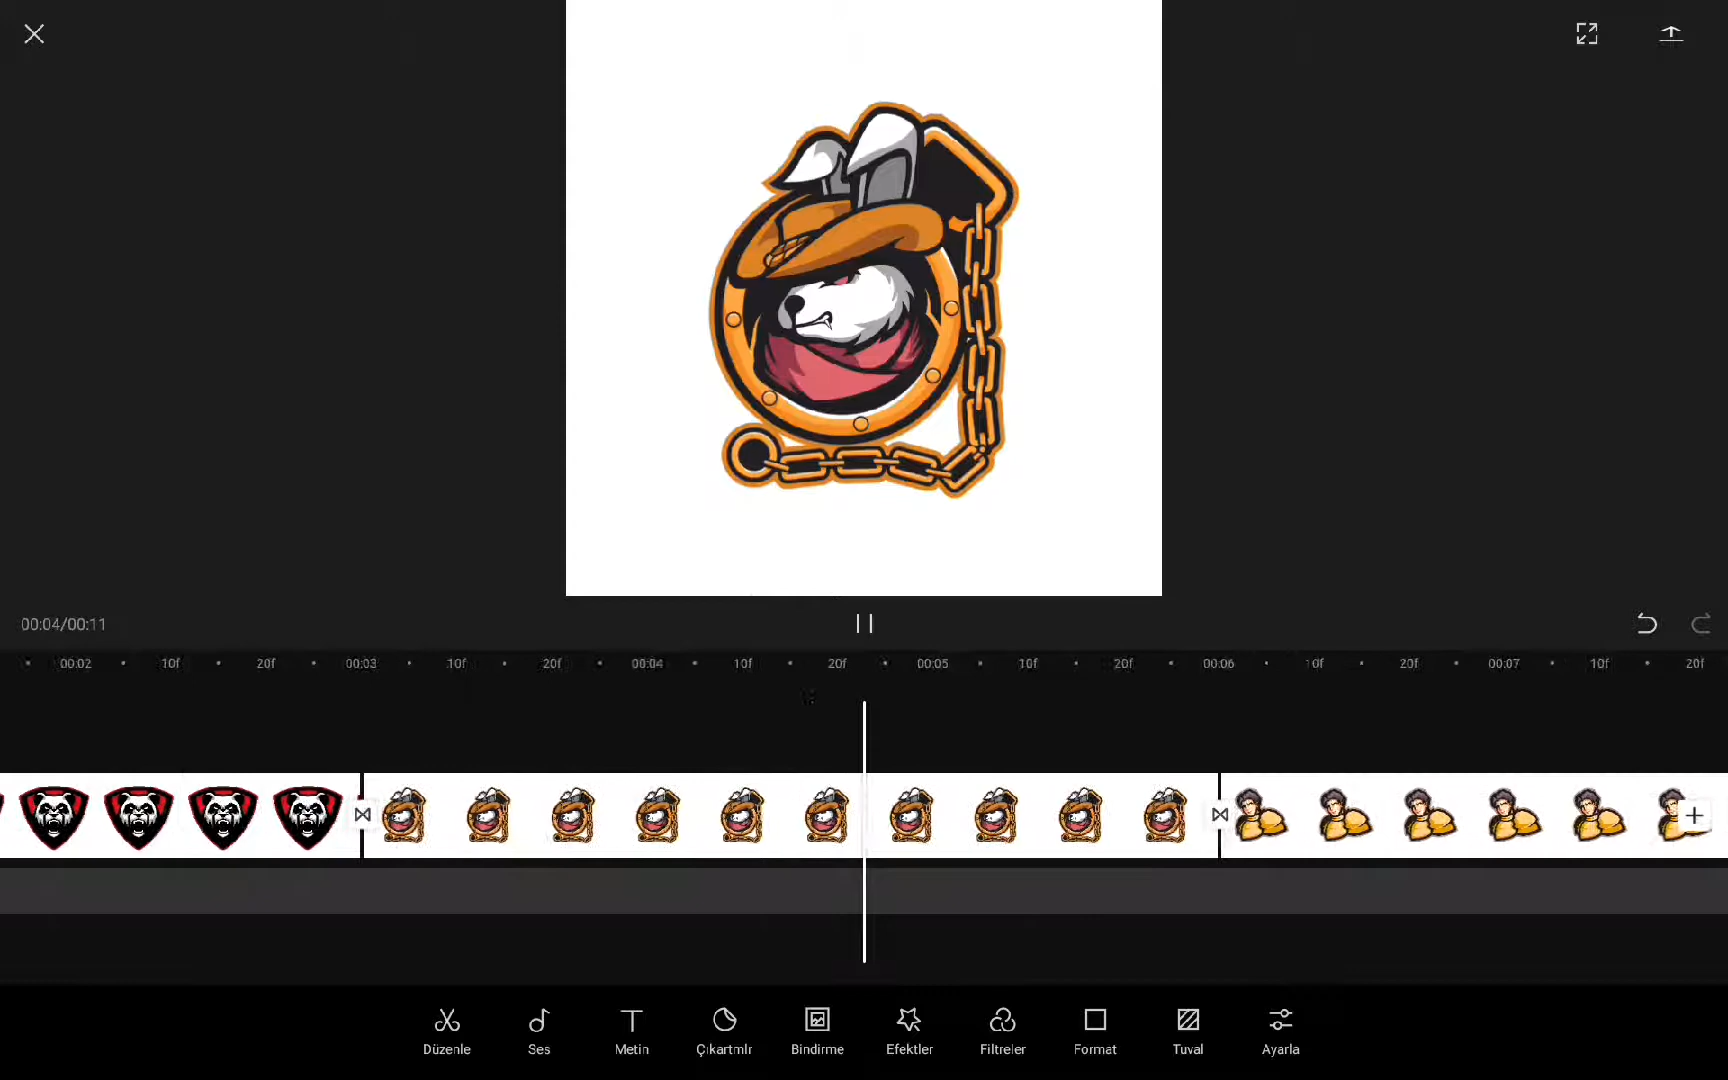 00:04/00:11
00:02 10f 20f 00:03 10f 20f 00:04 10f 20f 00:05 10f 20f 00:06 10f 20f 00:07 10f 20f
Düzenle Ses Metin Çıkartmlr Bindirme Efektler Filtreler Format Tuval Ayarla